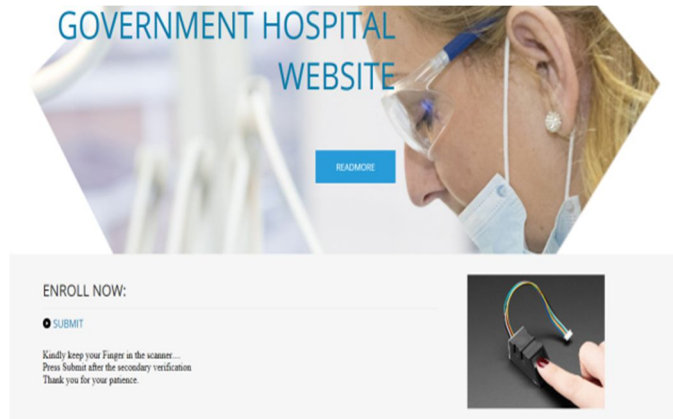 GOVERNMENT HOSPITAL
WEBSITE
READMORE
ENROLL NOW:
SUBMIT
Kindly keep your Finger in the scanner....
Press Submit after the secondary verification
Thank you for your patience.